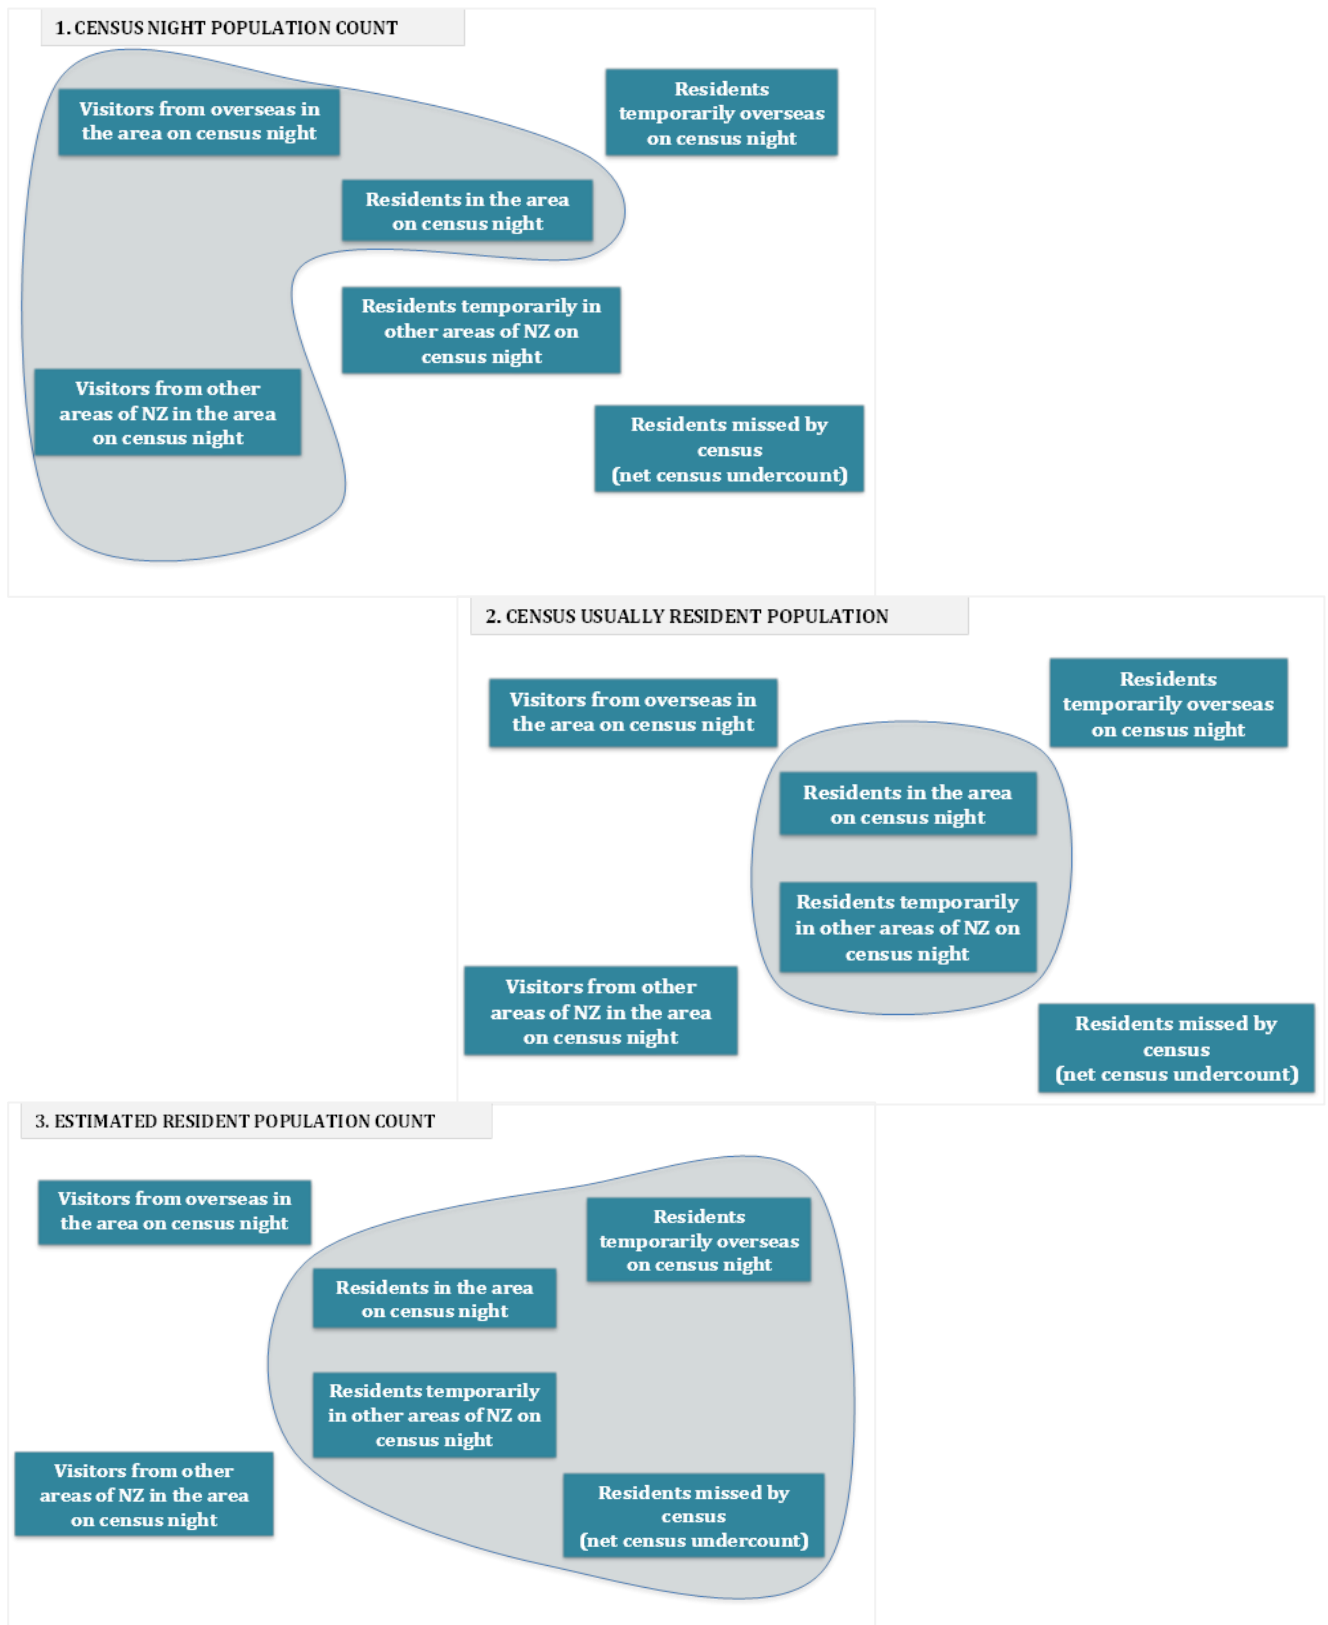 1. CENSUS NIGHT POPULATION COUNT
Visitors from overseas in
the area on census night
Residents
temporarily overseas
on census night
Residents in the area
on census night
Residents temporarily in
other areas of NZ on
census night
Visitors from other
areas of NZ in the area
on census night
Residents missed by
census
(net census undercount)
2. CENSUS USUALLY RESIDENT POPULATION
Visitors from overseas in
the area on census night
Residents
temporarily overseas
on census night
Residents in the area
on census night
Residents temporarily
in other areas of NZ on
census night
Visitors from other
areas of NZ in the area
on census night
Residents missed by
census
(net census undercount)
3. ESTIMATED RESIDENT POPULATION COUNT
Visitors from overseas in
the area on census night
Residents
temporarily overseas
on census night
Residents in the area
on census night
Residents temporarily
in other areas of NZ on
census night
Visitors from other
areas of NZ in the area
on census night
Residents missed by
census
(net census undercount)